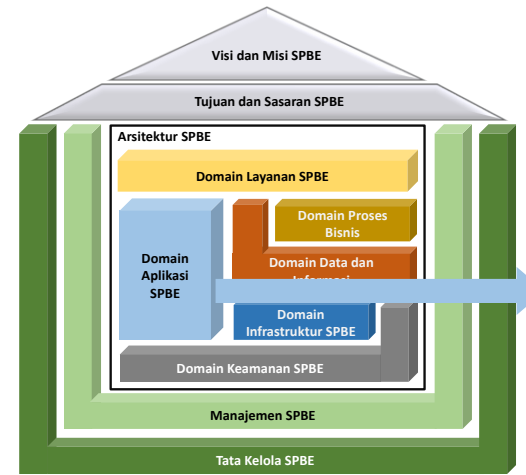 Visi dan Misi SPBE
Tujuan dan Sasaran SPBE
Arsitektur SPBE
Domain Layanan SPBE
Domain Proses
Bisnis
Domain
Aplikasi
SPBE
Domain Data dan
Domain
Infrastruktur SPBE
Domain Keamanan SPBE
Manajemen SPBE
Tata Kelola SPBE